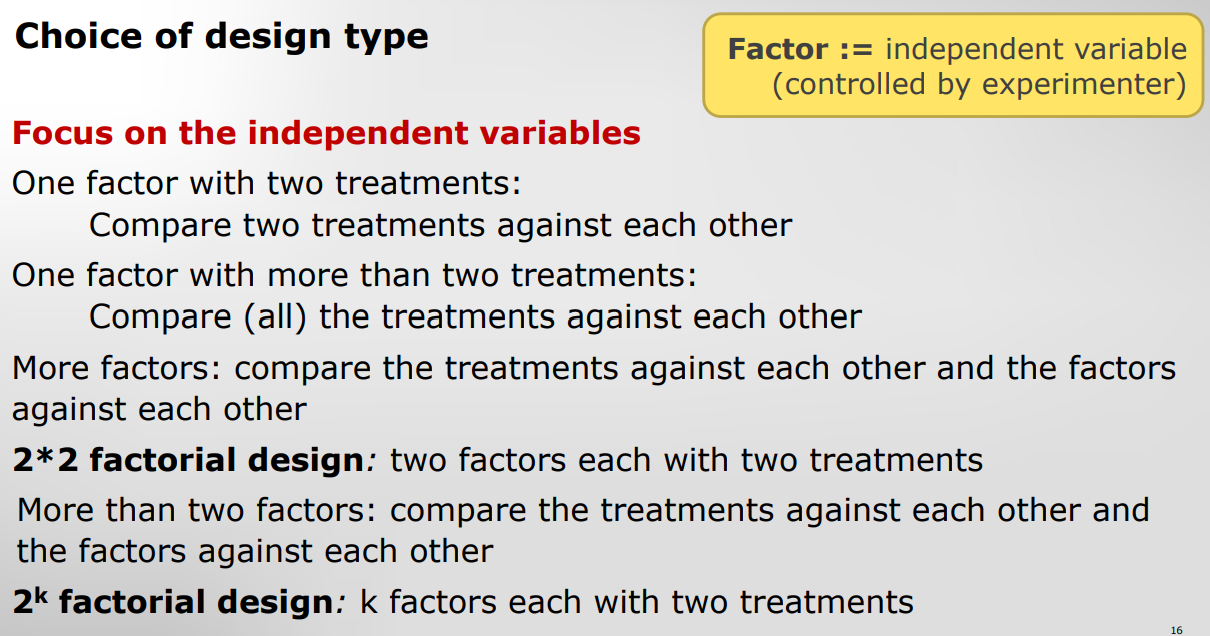 Choice of design type
Factor := independent variable
(controlled by experimenter)
Focus on the independent variables
One factor with two treatments:
Compare two treatments against each other
One factor with more than two treatments:
Compare (all) the treatments against each other
More factors: compare the treatments against each other and the factors
against each other
2*2 factorial design: two factors each with two treatments
More than two factors: compare the treatments against each other and
the factors against each other
2ᵏ factorial design: k factors each with two treatments
16